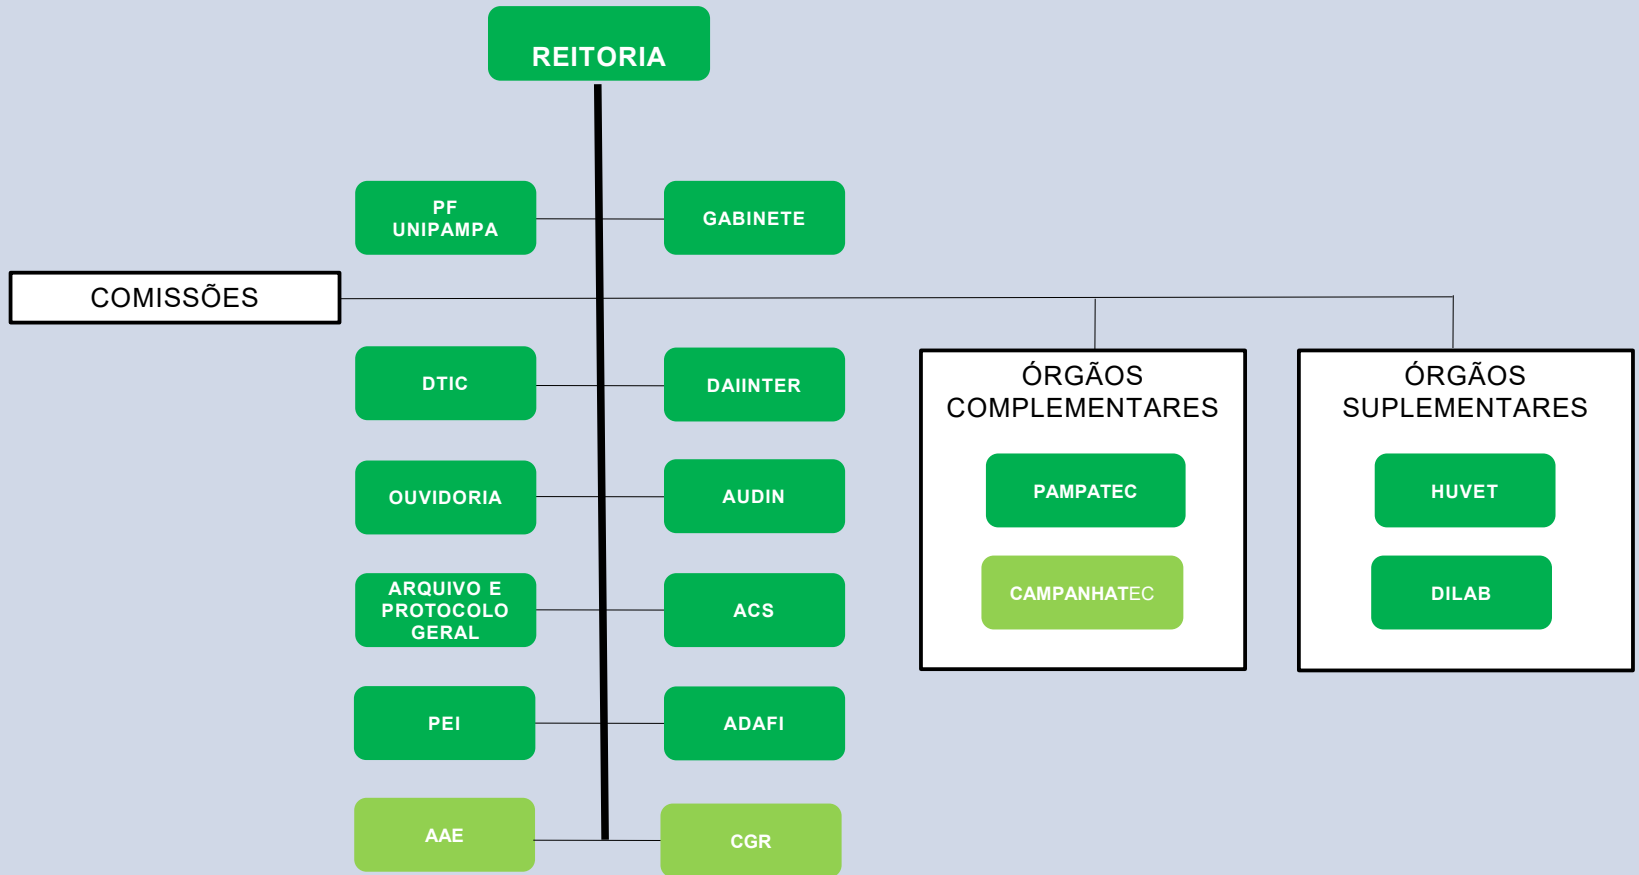 REITORIA
PF
UNIPAMPA
GABINETE
COMISSÕES
DTIC
DAIINTER
OUVIDORIA
AUDIN
ARQUIVO E
PROTOCOLO
GERAL
ACS
PEI
ADAFI
AAE
CGR
ÓRGÃOS
COMPLEMENTARES
PAMPATEC
CAMPANHATEC
ÓRGÃOS
SUPLEMENTARES
HUVET
DILAB